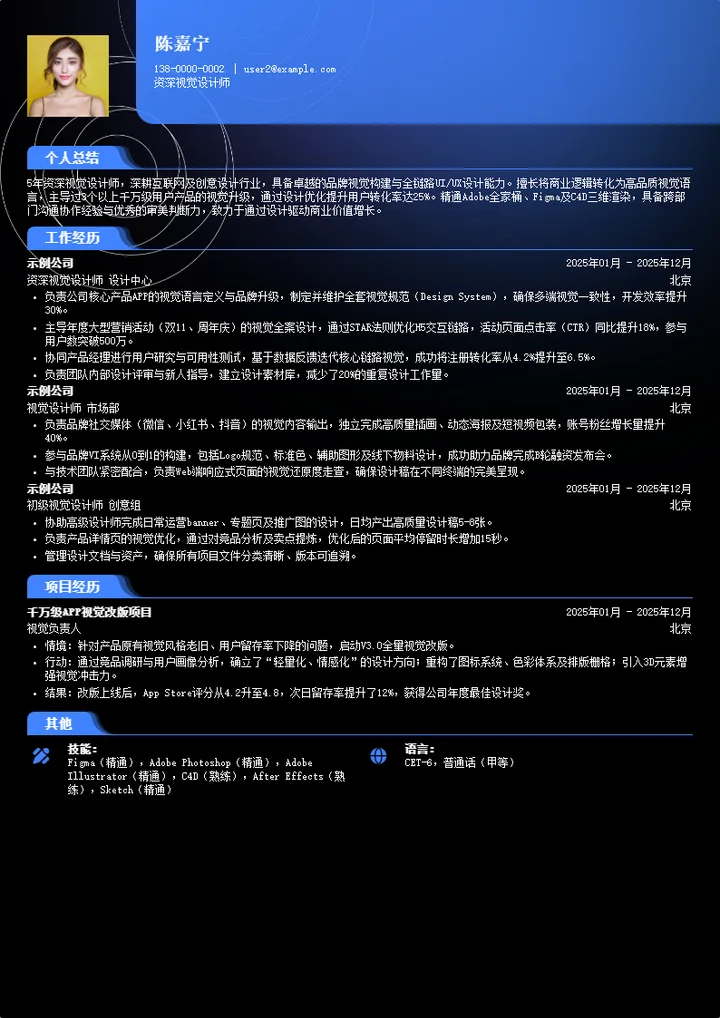 陈嘉宁
138-0000-0002 | user2@example.com
资深视觉设计师
个人总结
5年资深视觉设计师，深耕互联网及创意设计行业，具备卓越的品牌视觉构建与全链路UI/UX设计能力。擅长将商业逻辑转化为高品质视觉语
言，主导过3个以上千万级用户产品的视觉升级，通过设计优化提升用户转化率达25%。精通Adobe全家桶、Figma及C4D三维渲染，具备跨部
门沟通协作经验与优秀的审美判断力，致力于通过设计驱动商业价值增长。
工作经历
示例公司 2025年01月 - 2025年12月
资深视觉设计师 设计中心 北京
• 负责公司核心产品APP的视觉语言定义与品牌升级，制定并维护全套视觉规范（Design System），确保多端视觉一致性，开发效率提升
30%。
• 主导年度大型营销活动（双11、周年庆）的视觉全案设计，通过STAR法则优化H5交互链路，活动页面点击率（CTR）同比提升18%，参与
用户数突破500万。
• 协同产品经理进行用户研究与可用性测试，基于数据反馈迭代核心链路视觉，成功将注册转化率从4.2%提升至6.5%。
• 负责团队内部设计评审与新人指导，建立设计素材库，减少了20%的重复设计工作量。
示例公司 2025年01月 - 2025年12月
视觉设计师 市场部 北京
• 负责品牌社交媒体（微信、小红书、抖音）的视觉内容输出，独立完成高质量插画、动态海报及短视频包装，账号粉丝增长量提升
40%。
• 参与品牌VI系统从0到1的构建，包括Logo规范、标准色、辅助图形及线下物料设计，成功助力品牌完成B轮融资发布会。
• 与技术团队紧密配合，负责Web端响应式页面的视觉还原度走查，确保设计稿在不同终端的完美呈现。
示例公司 2025年01月 - 2025年12月
初级视觉设计师 创意组 北京
• 协助高级设计师完成日常运营banner、专题页及推广图的设计，日均产出高质量设计稿5-8张。
• 负责产品详情页的视觉优化，通过对竞品分析及卖点提炼，优化后的页面平均停留时长增加15秒。
• 管理设计文档与资产，确保所有项目文件分类清晰、版本可追溯。
项目经历
千万级APP视觉改版项目 2025年01月 - 2025年12月
视觉负责人 北京
• 情境：针对产品原有视觉风格老旧、用户留存率下降的问题，启动V3.0全量视觉改版。
• 行动：通过竞品调研与用户画像分析，确立了“轻量化、情感化”的设计方向；重构了图标系统、色彩体系及排版栅格；引入3D元素增
强视觉冲击力。
• 结果：改版上线后，App Store评分从4.2升至4.8，次日留存率提升了12%，获得公司年度最佳设计奖。
其他
技能：
Figma（精通），Adobe Photoshop（精通），Adobe
Illustrator（精通），C4D（熟练），After Effects（熟
练），Sketch（精通）
语言：
CET-6，普通话（甲等）